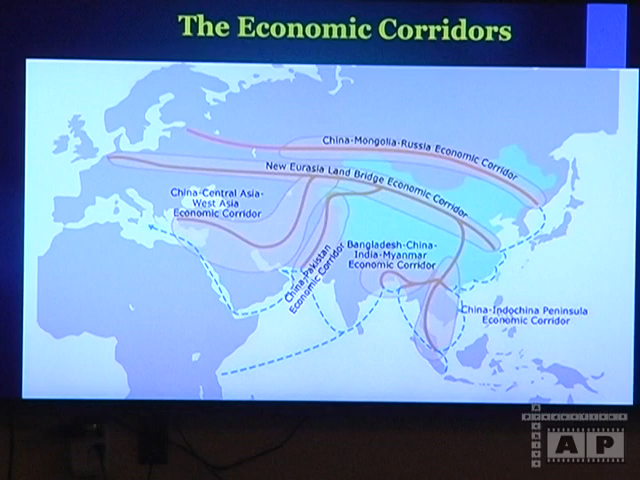 The Economic Corridors
China-Mongolia-Russia Economic Corridor
New Eurasia Land Bridge Economic Corridor
China-Central Asia-
West Asia
Economic Corridor
China-Pakistan
Economic Corridor
Bangladesh-China-
India-Myanmar
Economic Corridor
China-Indochina Peninsula
Economic Corridor
AP